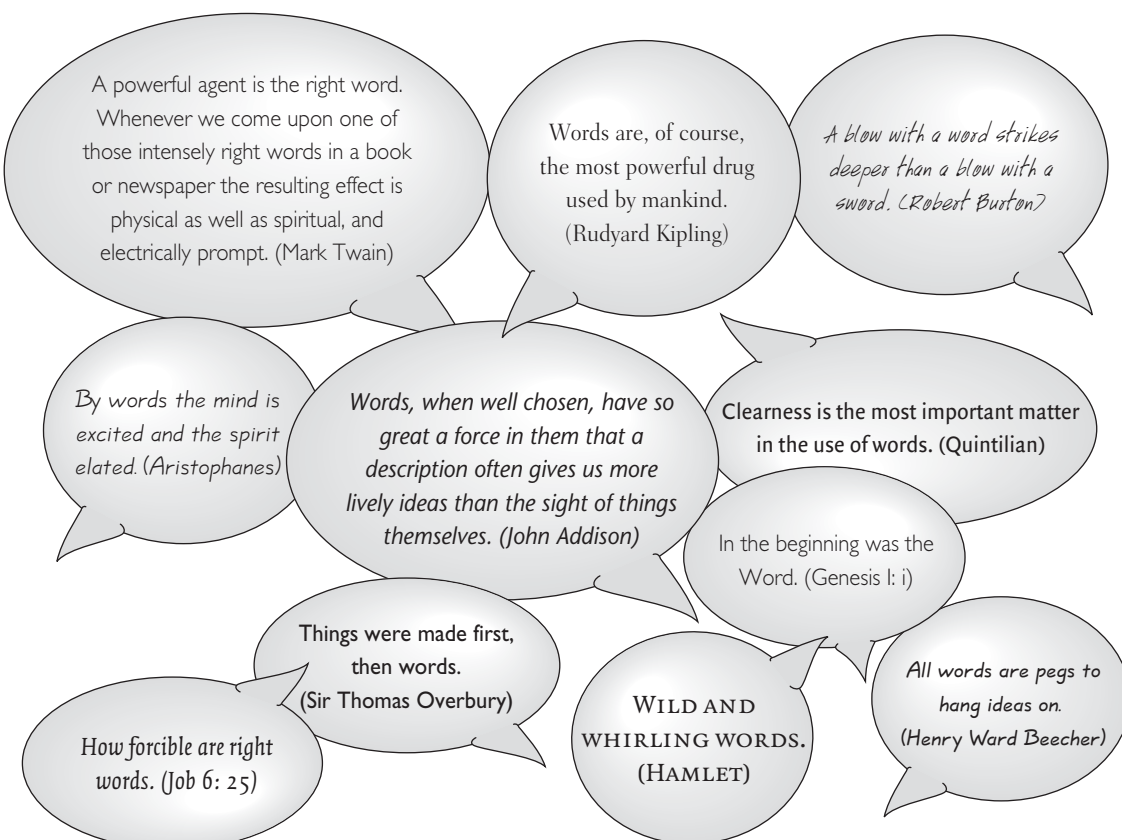 A powerful agent is the right word.
Whenever we come upon one of
those intensely right words in a book
or newspaper the resulting effect is
physical as well as spiritual, and
electrically prompt. (Mark Twain)
Words are, of course,
the most powerful drug
used by mankind.
(Rudyard Kipling)
A blow with a word strikes
deeper than a blow with a
sword. (Robert Burton)
By words the mind is
excited and the spirit
elated. (Aristophanes)
Words, when well chosen, have so
great a force in them that a
description often gives us more
lively ideas than the sight of things
themselves. (John Addison)
Clearness is the most important matter
in the use of words. (Quintilian)
In the beginning was the
Word. (Genesis I: i)
Things were made first,
then words.
(Sir Thomas Overbury)
How forcible are right
words. (Job 6: 25)
WILD AND
WHIRLING WORDS.
(HAMLET)
All words are pegs to
hang ideas on.
(Henry Ward Beecher)